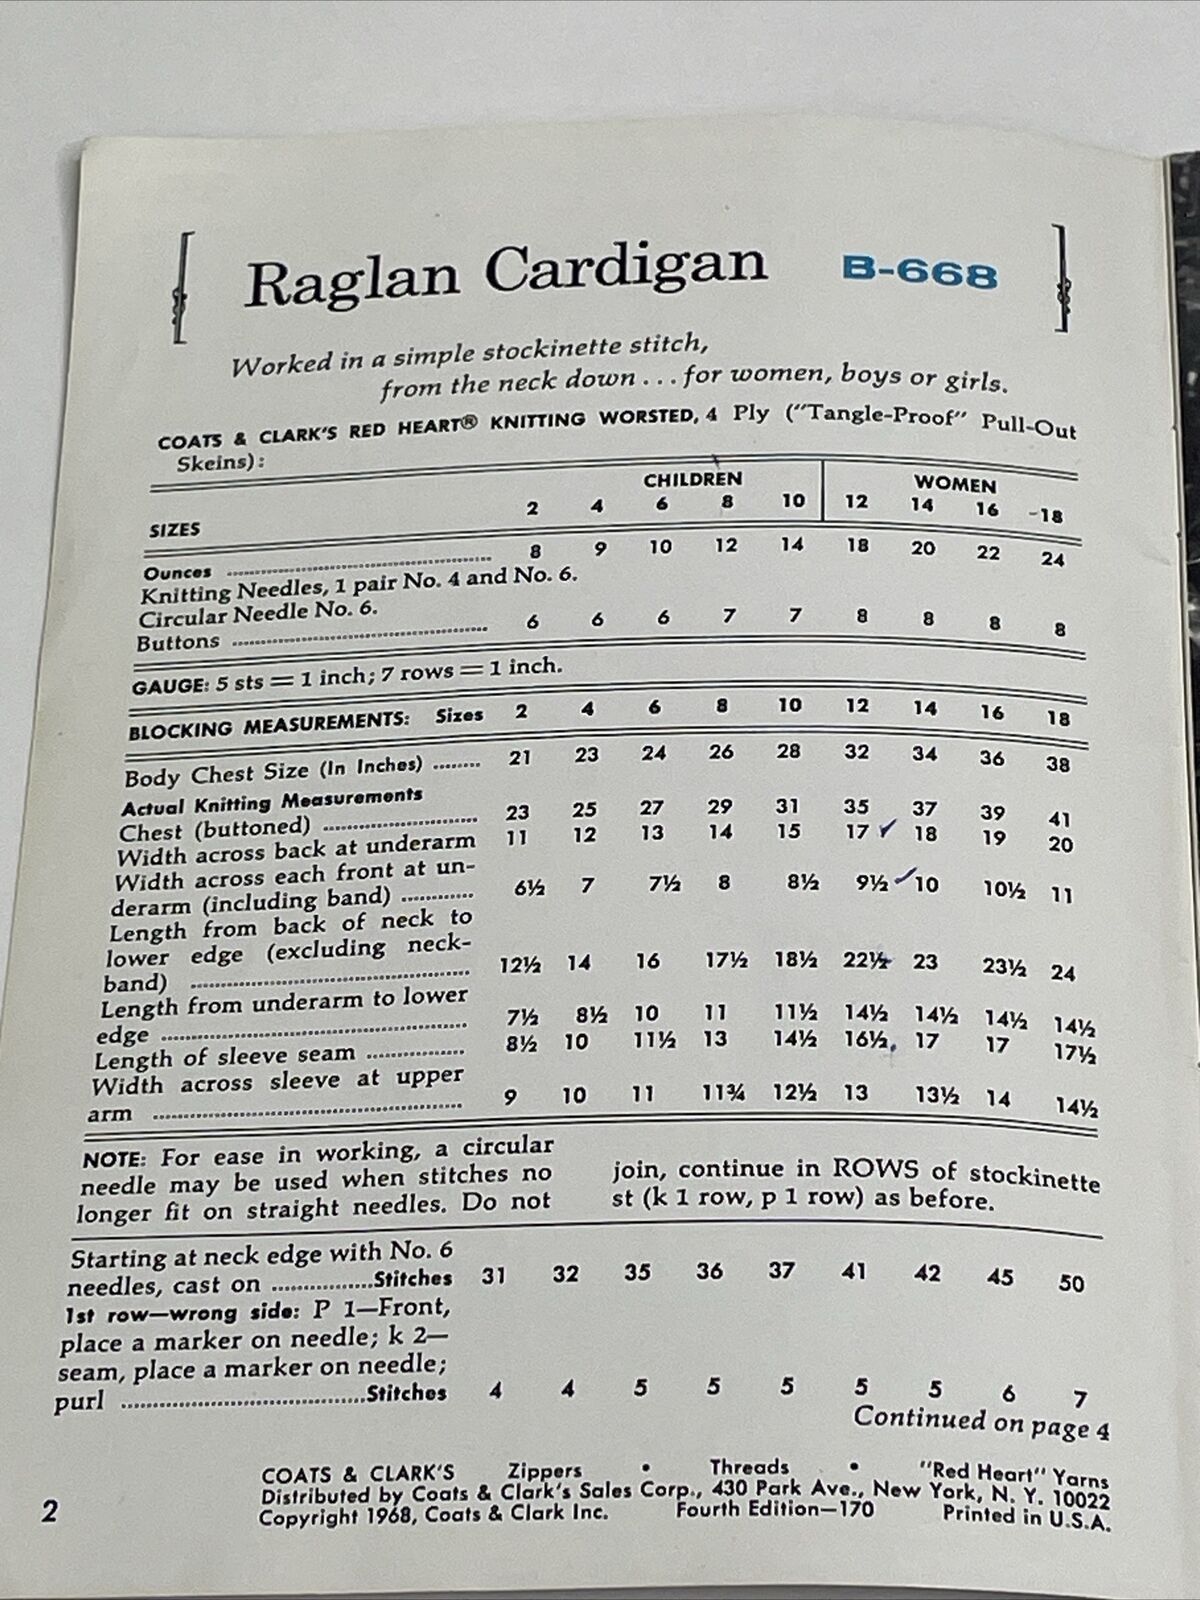 Raglan Cardigan B-668
Worked in a simple stockinette stitch,
from the neck down . . . for women, boys or girls.
COATS & CLARK'S RED HEART® KNITTING WORSTED, 4 Ply ("Tangle-Proof" Pull-Out
Skeins):
CHILDREN WOMEN
SIZES 2 4 6 8 10 12 14 16 -18
Ounces ........ 8 9 10 12 14 18 20 22 24
Knitting Needles, 1 pair No. 4 and No. 6.
Circular Needle No. 6.
Buttons ........ 6 6 6 7 7 8 8 8 8
GAUGE: 5 sts = 1 inch; 7 rows = 1 inch.
BLOCKING MEASUREMENTS: Sizes 2 4 6 8 10 12 14 16 18
Body Chest Size (In Inches) ........ 21 23 24 26 28 32 34 36 38
Actual Knitting Measurements
Chest (buttoned) ........ 23 25 27 29 31 35 37 39 41
Width across back at underarm 11 12 13 14 15 17 ✓ 18 19 20
Width across each front at un-
derarm (including band) ........ 6½ 7 7½ 8 8½ 9½ ✓ 10 10½ 11
Length from back of neck to
lower edge (excluding neck-
band) ........ 12½ 14 16 17½ 18½ 22½ 23 23½ 24
Length from underarm to lower
edge ........ 7½ 8½ 10 11 11½ 14½ 14½ 14½ 14½
Length of sleeve seam ........ 8½ 10 11½ 13 14½ 16½ 17 17 17½
Width across sleeve at upper
arm ........ 9 10 11 11¾ 12½ 13 13½ 14 14½
NOTE: For ease in working, a circular
needle may be used when stitches no
longer fit on straight needles. Do not
join, continue in ROWS of stockinette
st (k 1 row, p 1 row) as before.
Starting at neck edge with No. 6
needles, cast on ........Stitches 31 32 35 36 37 41 42 45 50
1st row—wrong side: P 1—Front,
place a marker on needle; k 2—
seam, place a marker on needle;
purl ........Stitches 4 4 5 5 5 5 5 6 7
Continued on page 4
COATS & CLARK'S Zippers • Threads • "Red Heart" Yarns
Distributed by Coats & Clark's Sales Corp., 430 Park Ave., New York, N. Y. 10022
Copyright 1968, Coats & Clark Inc. Fourth Edition—170 Printed in U.S.A.
2